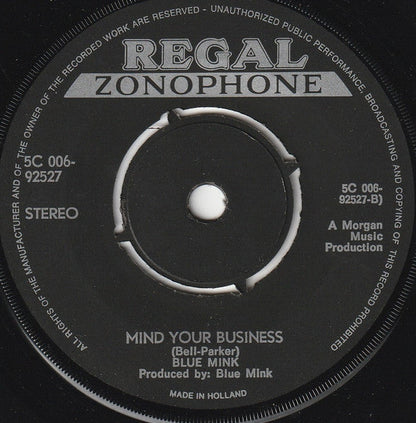 ALL RIGHTS OF THE MANUFACTURER AND OF THE OWNER OF THE RECORDED WORK ARE RESERVED - UNAUTHORIZED PUBLIC PERFORMANCE, BROADCASTING AND COPYING OF THIS RECORD PROHIBITED
REGAL
ZONOPHONE
5C 006-
92527
STEREO
5C 006-
92527-B)
A Morgan
Music
Production
MIND YOUR BUSINESS
(Bell-Parker)
BLUE MINK
Produced by: Blue Mink
MADE IN HOLLAND